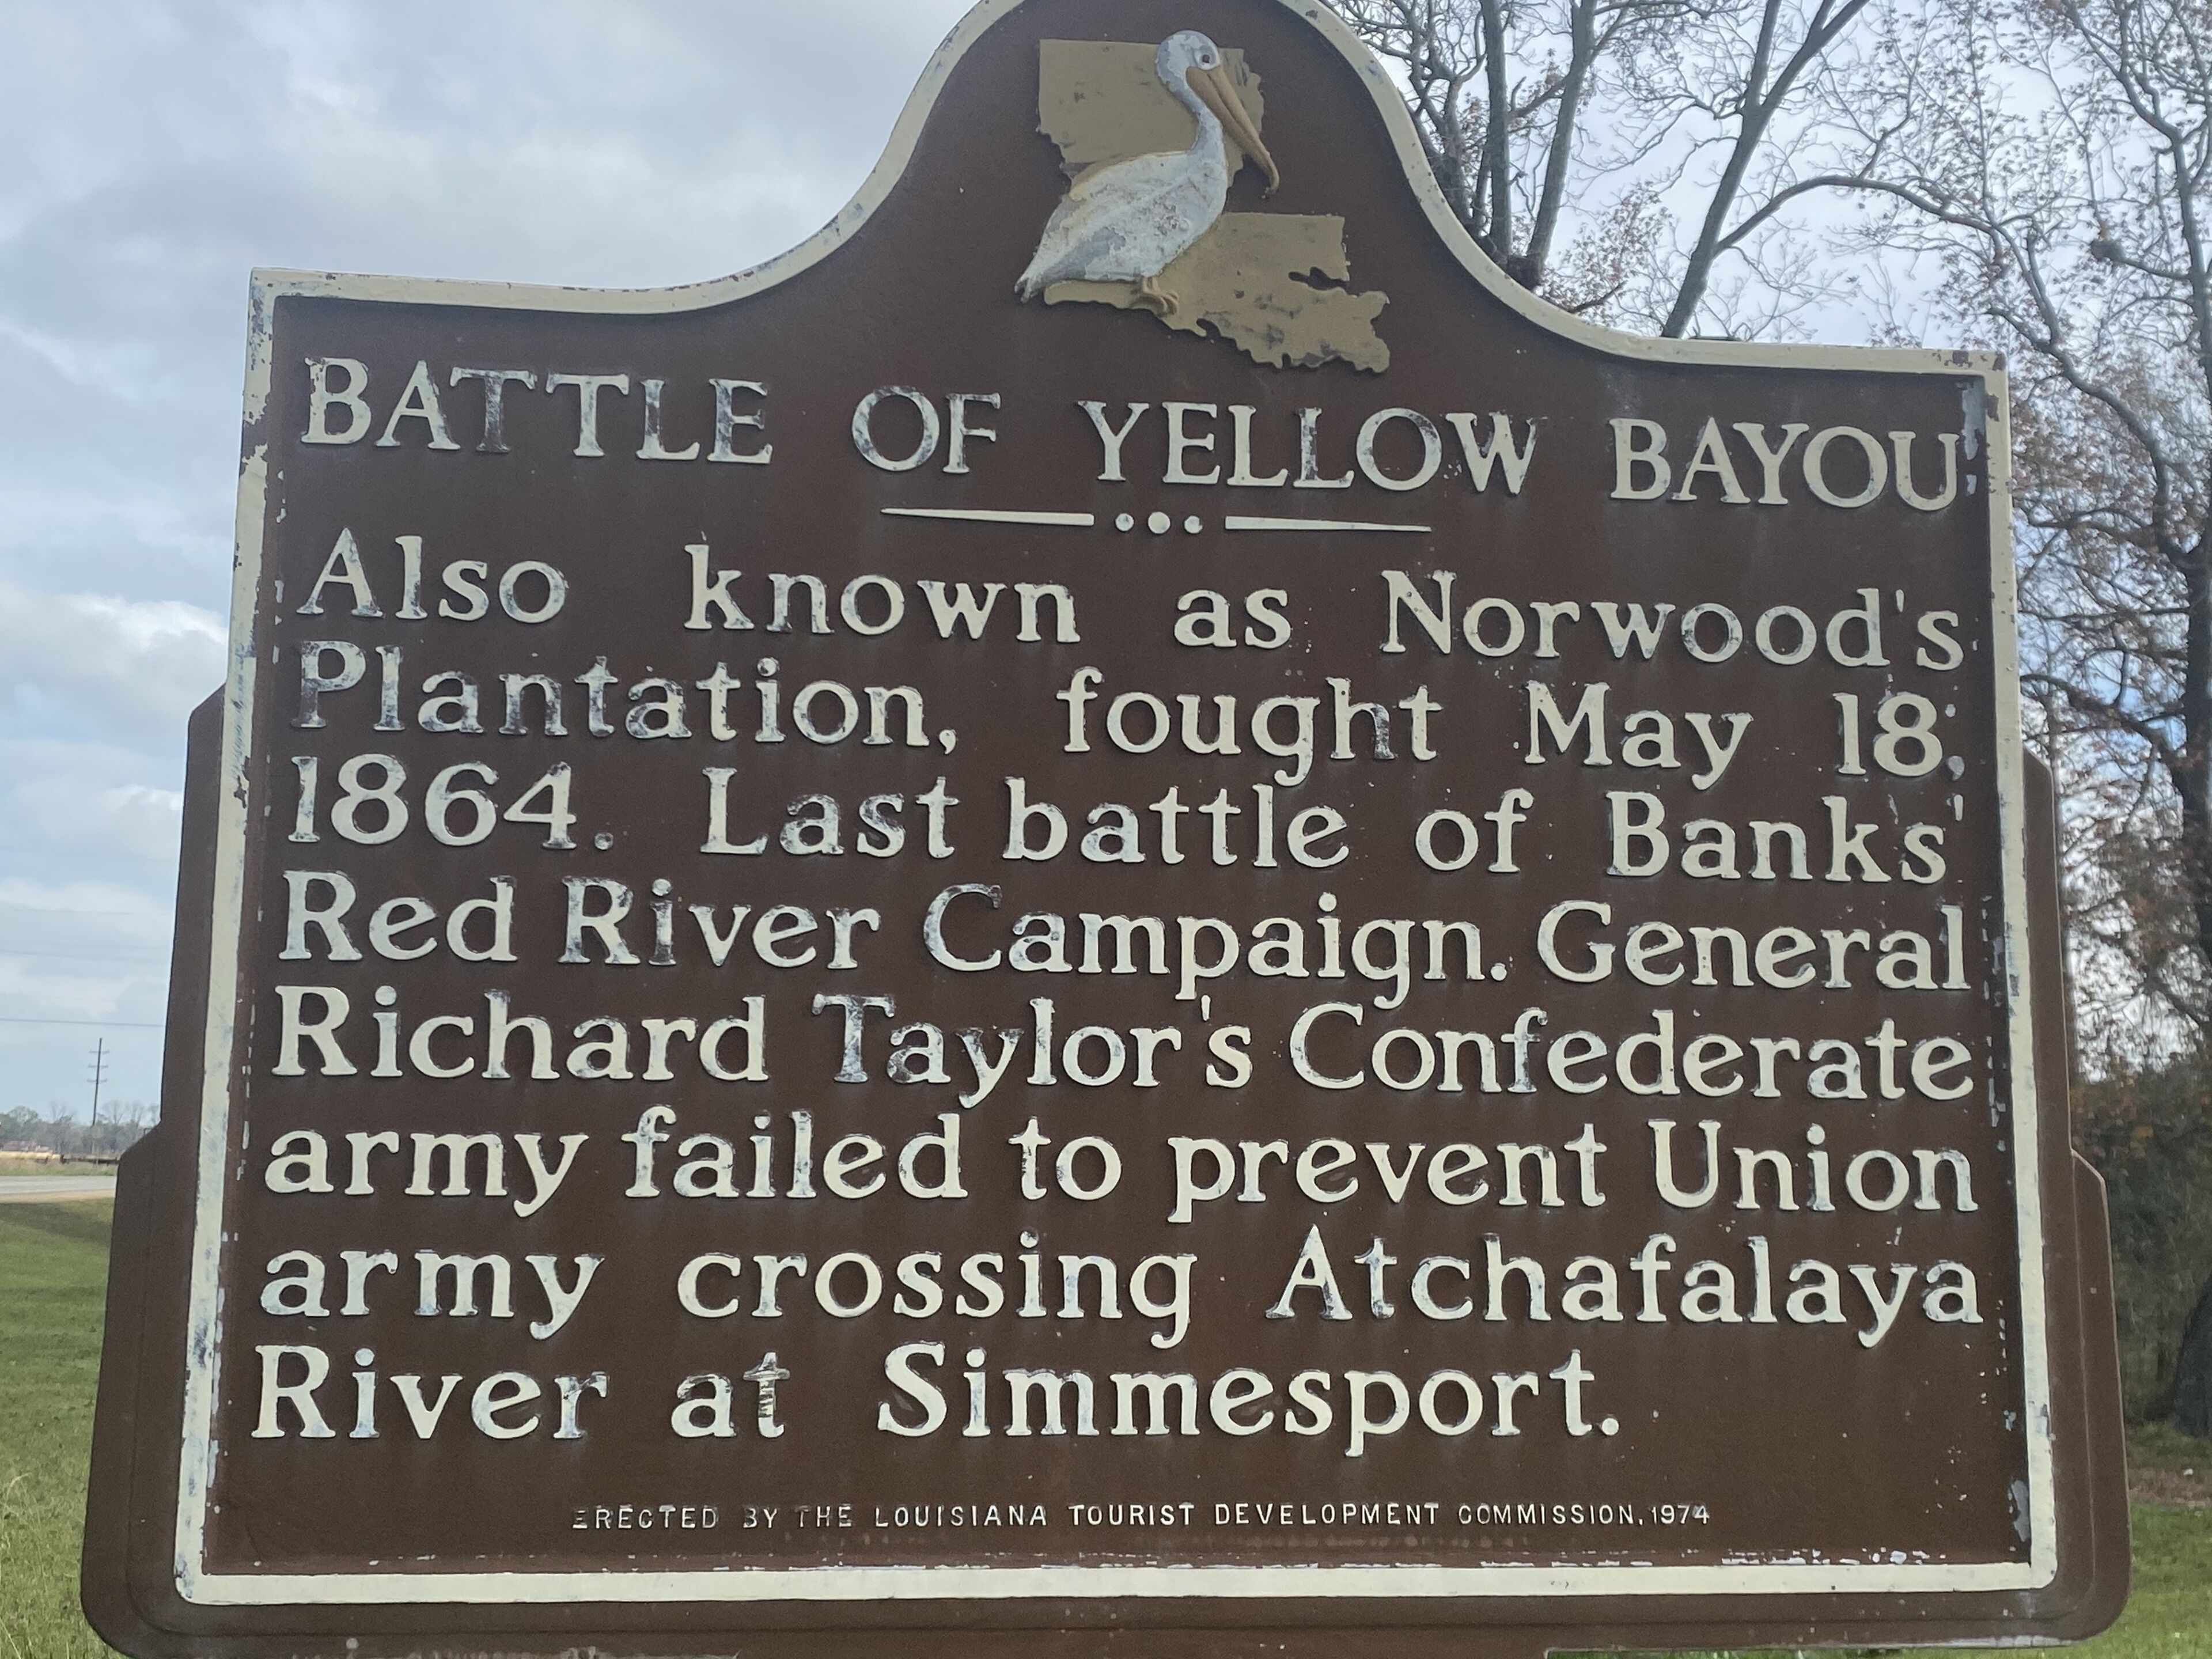 BATTLE OF YELLOW BAYOU
Also known as Norwood's
Plantation, fought May 18,
1864. Last battle of Banks'
Red River Campaign. General
Richard Taylor's Confederate
army failed to prevent Union
army crossing Atchafalaya
River at Simmesport.
ERECTED BY THE LOUISIANA TOURIST DEVELOPMENT COMMISSION, 1974